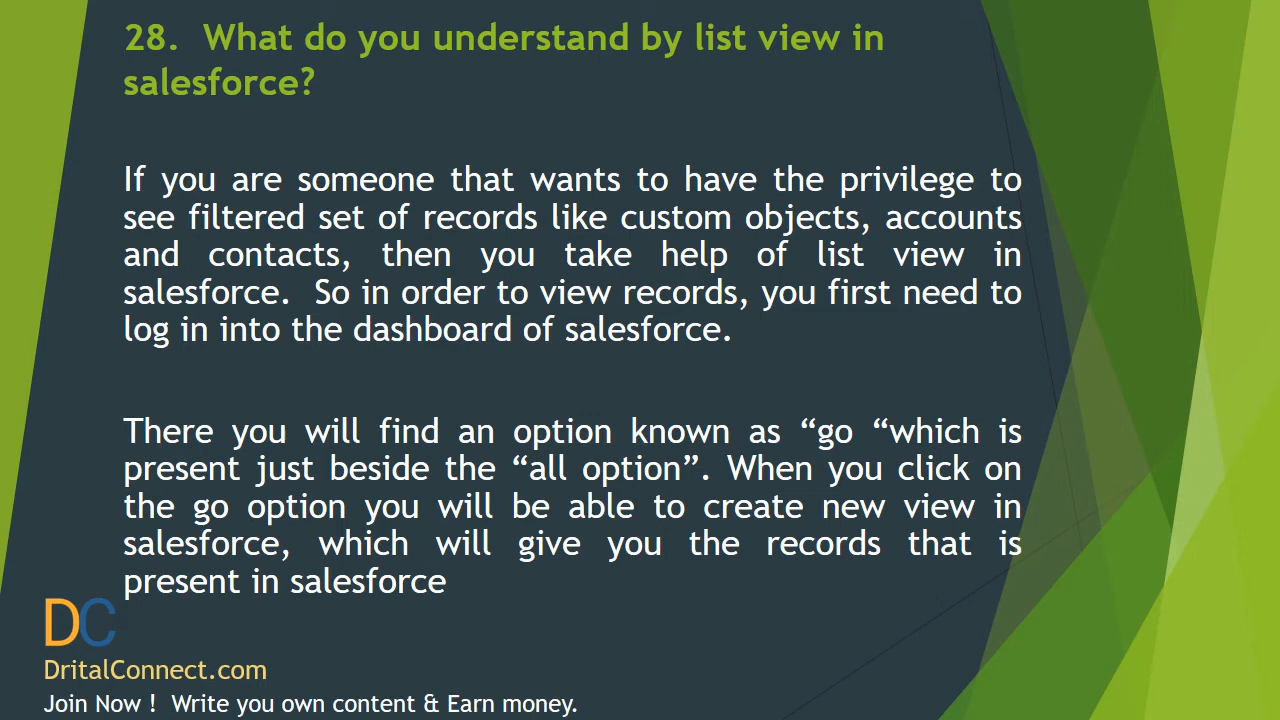 28.  What do you understand by list view in
salesforce?
If you are someone that wants to have the privilege to
see filtered set of records like custom objects, accounts
and contacts, then you take help of list view in
salesforce.  So in order to view records, you first need to
log in into the dashboard of salesforce.
There you will find an option known as “go “which is
present just beside the “all option”. When you click on
the go option you will be able to create new view in
salesforce, which will give you the records that is
present in salesforce
DC
DritalConnect.com
Join Now !  Write you own content & Earn money.